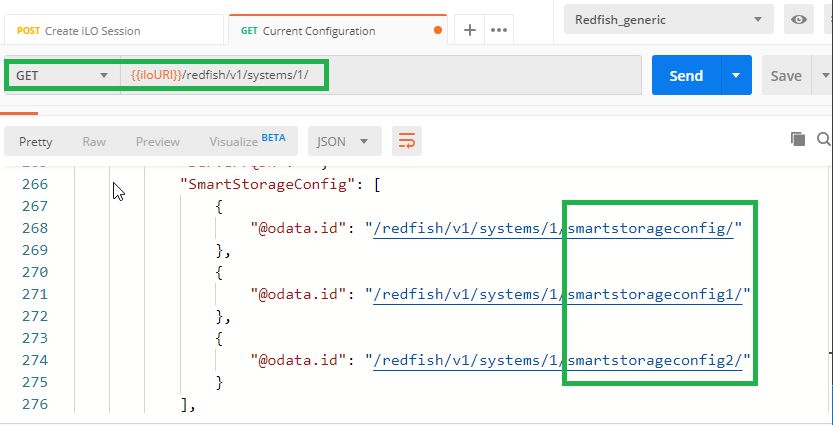 POST Create iLO Session
GET Current Configuration
+ •••
Redfish_generic
GET {{iloURI}}/redfish/v1/systems/1/
Send
Save
Pretty Raw Preview Visualize BETA JSON
266 "SmartStorageConfig": [
267 {
268 "@odata.id": "/redfish/v1/systems/1/smartstorageconfig/"
269 },
270 {
271 "@odata.id": "/redfish/v1/systems/1/smartstorageconfig1/"
272 },
273 {
274 "@odata.id": "/redfish/v1/systems/1/smartstorageconfig2/"
275 }
276 ],